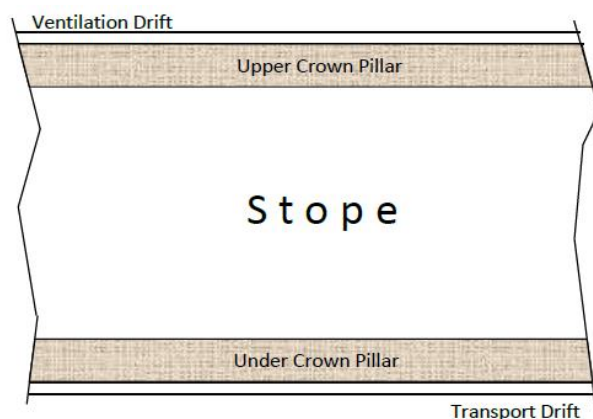 Ventilation Drift
Upper Crown Pillar
Stope
Under Crown Pillar
Transport Drift